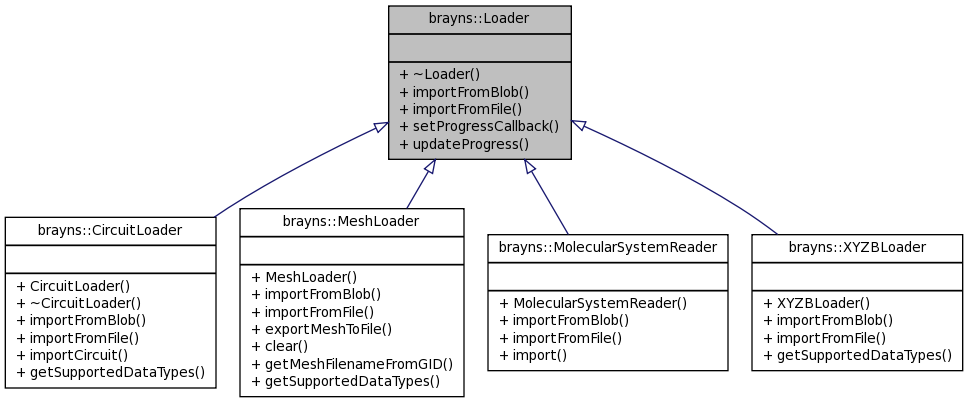 brayns::Loader
+ ~Loader()
+ importFromBlob()
+ importFromFile()
+ setProgressCallback()
+ updateProgress()
brayns::CircuitLoader
+ CircuitLoader()
+ ~CircuitLoader()
+ importFromBlob()
+ importFromFile()
+ importCircuit()
+ getSupportedDataTypes()
brayns::MeshLoader
+ MeshLoader()
+ importFromBlob()
+ importFromFile()
+ exportMeshToFile()
+ clear()
+ getMeshFilenameFromGID()
+ getSupportedDataTypes()
brayns::MolecularSystemReader
+ MolecularSystemReader()
+ importFromBlob()
+ importFromFile()
+ import()
brayns::XYZBLoader
+ XYZBLoader()
+ importFromBlob()
+ importFromFile()
+ getSupportedDataTypes()